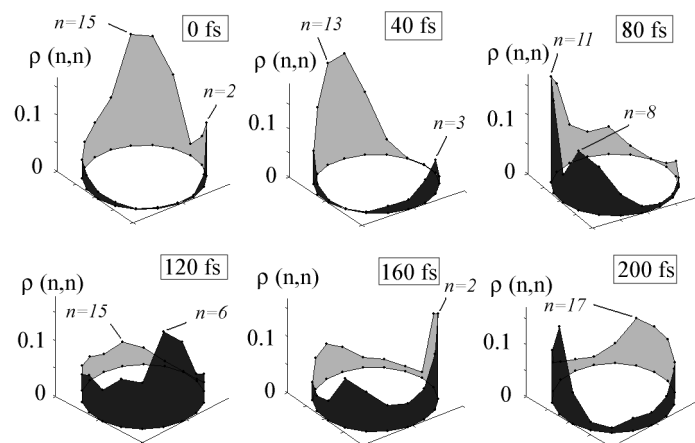 n=15
0 fs
ρ (n,n)
n=2
0.1
0
n=13
40 fs
ρ (n,n)
n=3
0.1
0
n=11
80 fs
ρ (n,n)
n=8
0.1
0
120 fs
ρ (n,n)
n=15
n=6
0.1
0
160 fs
n=2
ρ (n,n)
0.1
0
200 fs
ρ (n,n)
n=17
0.1
0